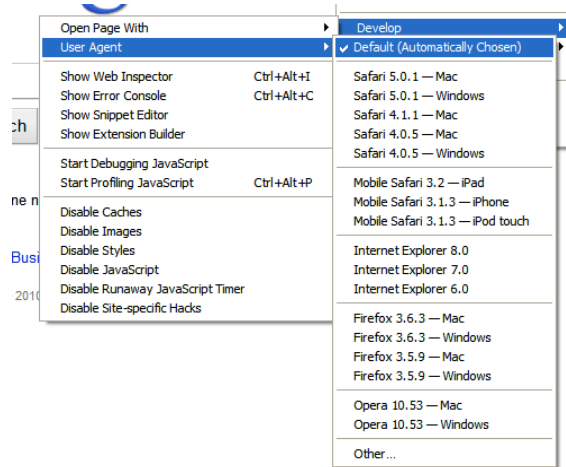 Open Page With
User Agent
Show Web Inspector Ctrl+Alt+I
Show Error Console Ctrl+Alt+C
Show Snippet Editor
Show Extension Builder
Start Debugging JavaScript
Start Profiling JavaScript Ctrl+Alt+P
Disable Caches
Disable Images
Disable Styles
Disable JavaScript
Disable Runaway JavaScript Timer
Disable Site-specific Hacks
ch
ne n
Busi
2010
Develop
Default (Automatically Chosen)
Safari 5.0.1 — Mac
Safari 5.0.1 — Windows
Safari 4.1.1 — Mac
Safari 4.0.5 — Mac
Safari 4.0.5 — Windows
Mobile Safari 3.2 — iPad
Mobile Safari 3.1.3 — iPhone
Mobile Safari 3.1.3 — iPod touch
Internet Explorer 8.0
Internet Explorer 7.0
Internet Explorer 6.0
Firefox 3.6.3 — Mac
Firefox 3.6.3 — Windows
Firefox 3.5.9 — Mac
Firefox 3.5.9 — Windows
Opera 10.53 — Mac
Opera 10.53 — Windows
Other...